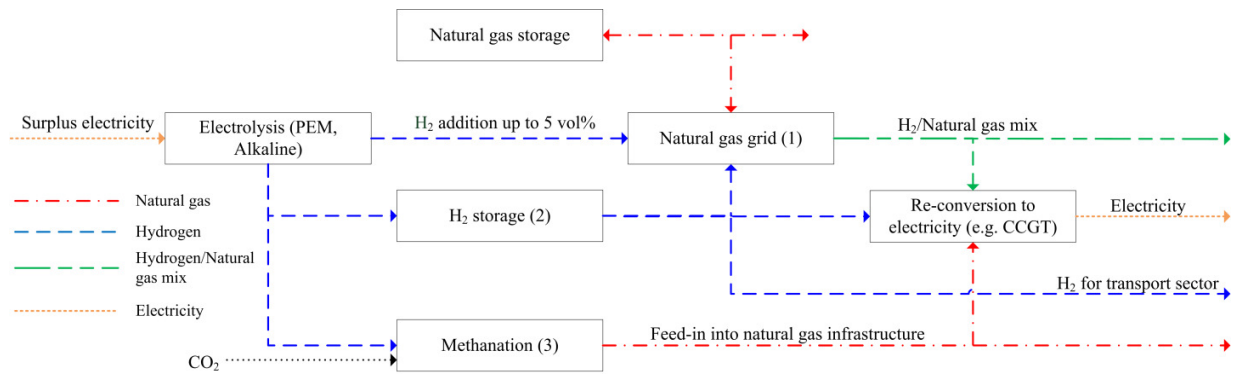 Natural gas storage
Surplus electricity
Electrolysis (PEM,
Alkaline)
H₂ addition up to 5 vol%
Natural gas grid (1)
H₂/Natural gas mix
Natural gas
Hydrogen
Hydrogen/Natural
gas mix
Electricity
H₂ storage (2)
Re-conversion to
electricity (e.g. CCGT)
Electricity
H₂ for transport sector
CO₂
Methanation (3)
Feed-in into natural gas infrastructure